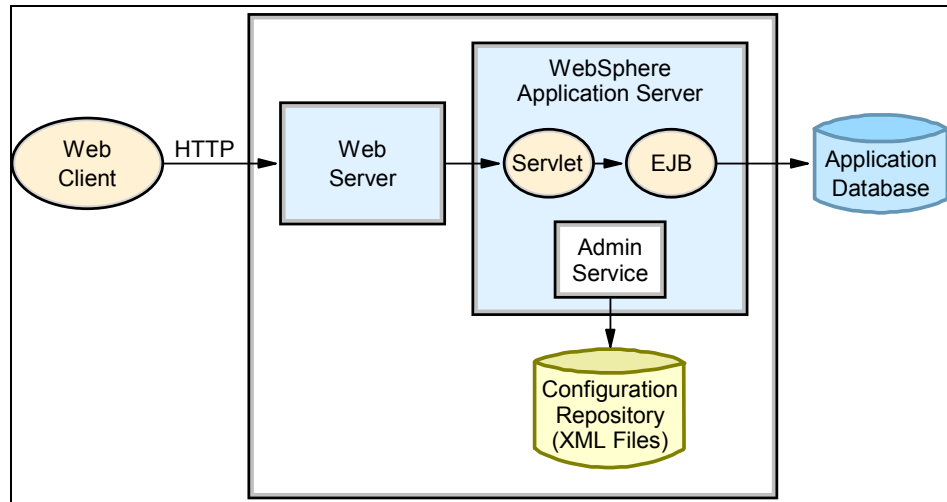 WebSphere
Application Server
Web
Client
HTTP
Web
Server
Servlet
EJB
Application
Database
Admin
Service
Configuration
Repository
(XML Files)